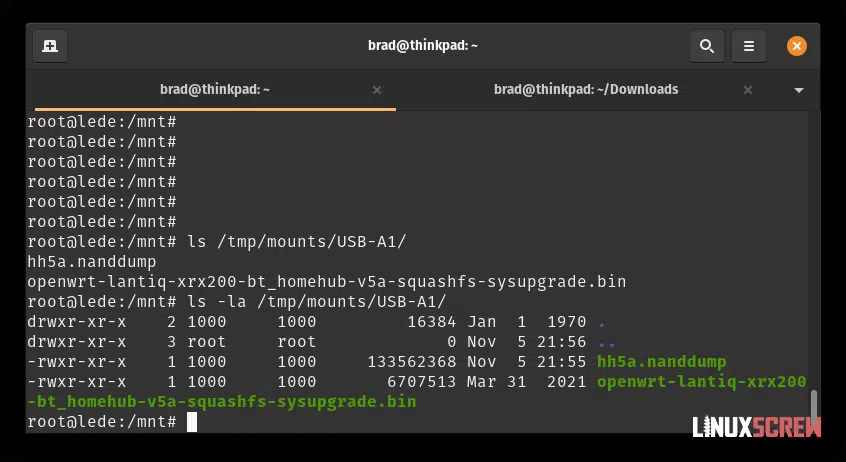 brad@thinkpad: ~
brad@thinkpad: ~
brad@thinkpad: ~/Downloads
root@lede:/mnt#
root@lede:/mnt#
root@lede:/mnt#
root@lede:/mnt#
root@lede:/mnt#
root@lede:/mnt#
root@lede:/mnt# ls /tmp/mounts/USB-A1/
hh5a.nanddump
openwrt-lantiq-xrx200-bt_homehub-v5a-squashfs-sysupgrade.bin
root@lede:/mnt# ls -la /tmp/mounts/USB-A1/
drwxr-xr-x    2 1000     1000         16384 Jan  1  1970 .
drwxr-xr-x    3 root     root             0 Nov  5 21:56 ..
-rwxr-xr-x    1 1000     1000     133562368 Nov  5 21:55 hh5a.nanddump
-rwxr-xr-x    1 1000     1000       6707513 Mar 31  2021 openwrt-lantiq-xrx200
-bt_homehub-v5a-squashfs-sysupgrade.bin
root@lede:/mnt#
LINUXSCREW